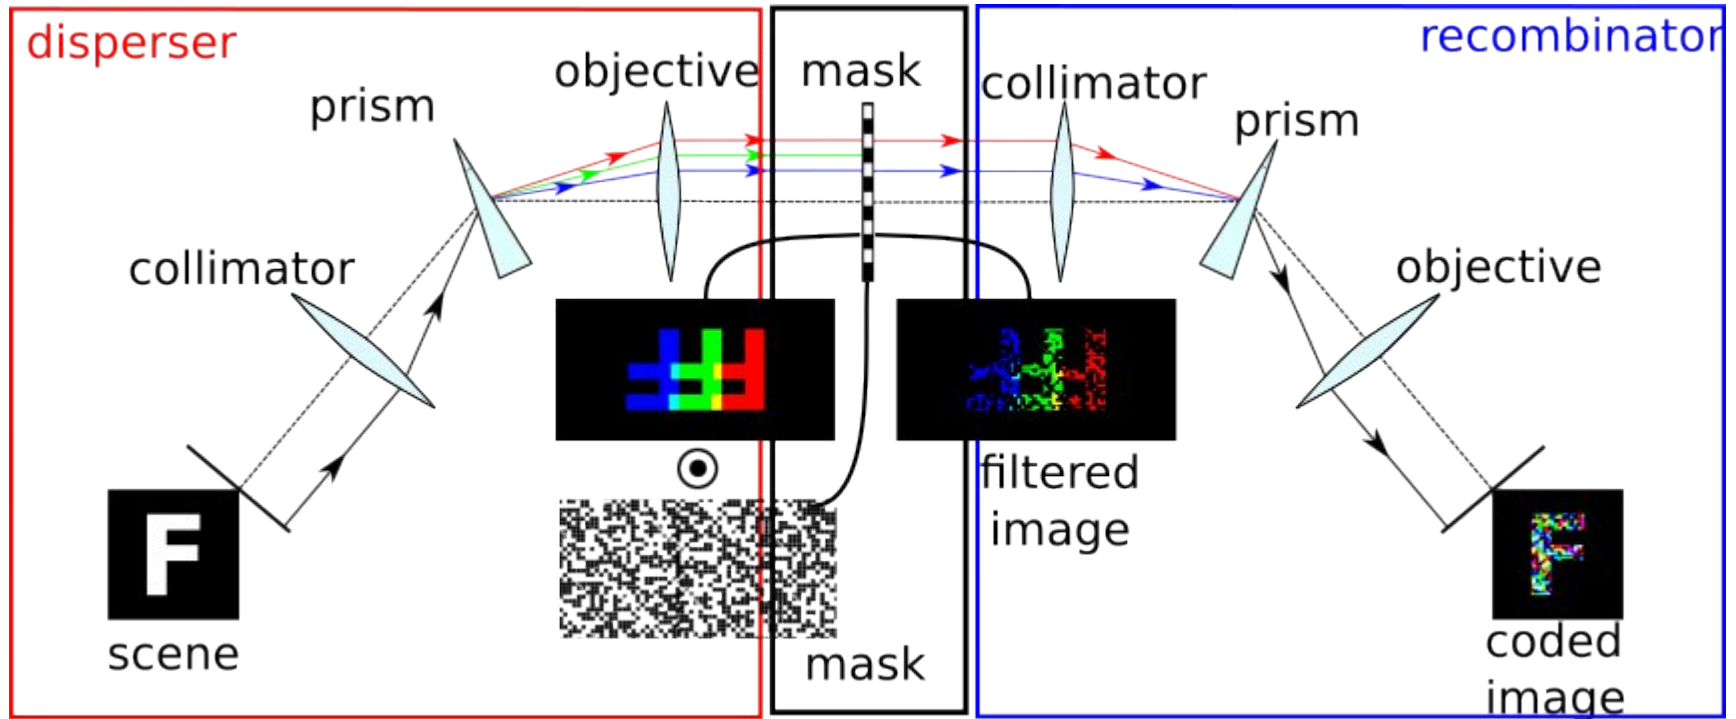 disperser
recombinator
objective
mask
collimator
prism
prism
collimator
objective
filtered
image
scene
mask
coded
image
F
F
F
F
F
F
F
F